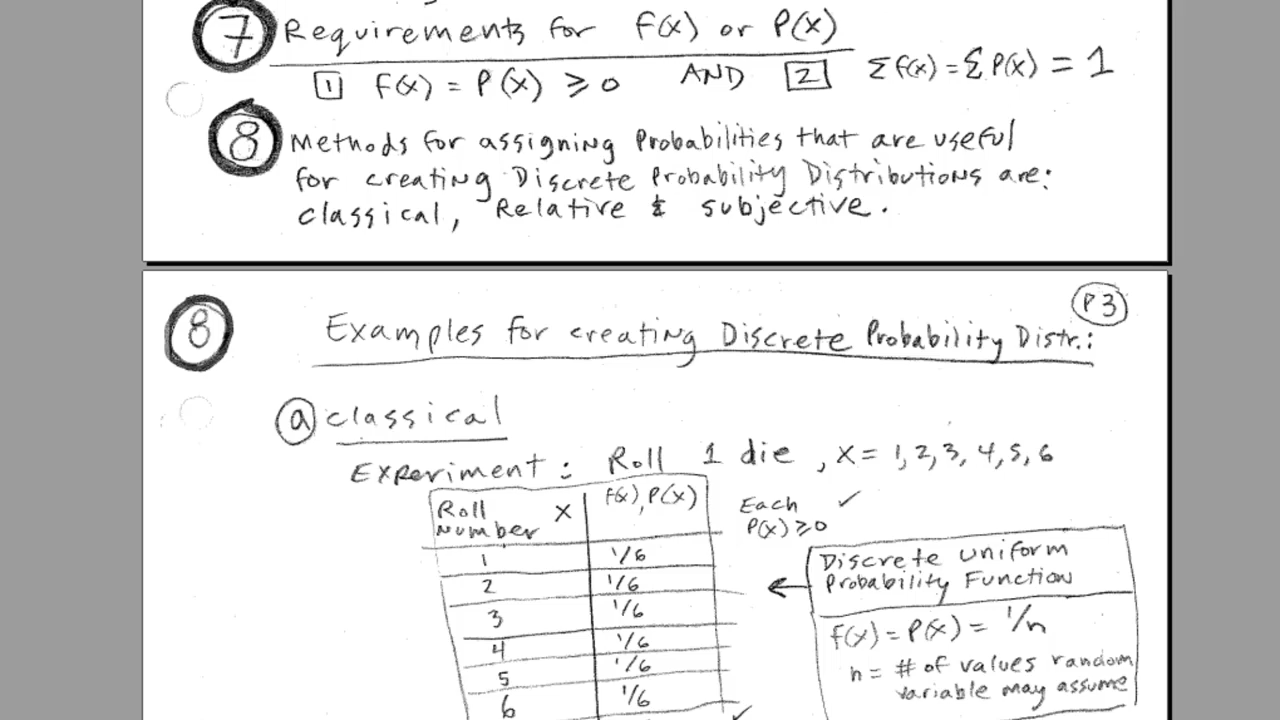 7 Requirements for f(x) or P(x)
1 f(x) = P(x) ≥ 0 AND 2 Σf(x) = ΣP(x) = 1
8 Methods for assigning Probabilities that are useful
for creating Discrete Probability Distributions are:
classical, Relative & subjective.
P3
8 Examples for creating Discrete Probability Distr.:
a classical
Experiment: Roll 1 die, X = 1, 2, 3, 4, 5, 6
Roll Number X f(x), P(x)
1 1/6
2 1/6
3 1/6
4 1/6
5 1/6
6 1/6
Each ✓
P(x) ≥ 0
← Discrete uniform
Probability Function
f(x) = P(x) = 1/n
n = # of values random
variable may assume
✓